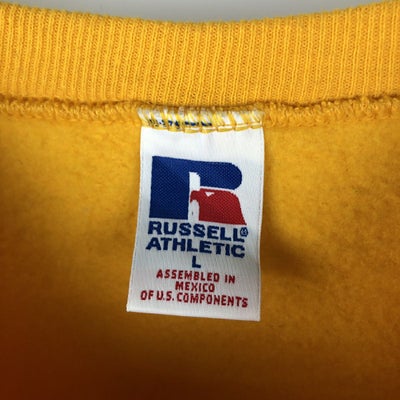 RUSSELL®
ATHLETIC
L
ASSEMBLED IN
MEXICO
OF U.S. COMPONENTS